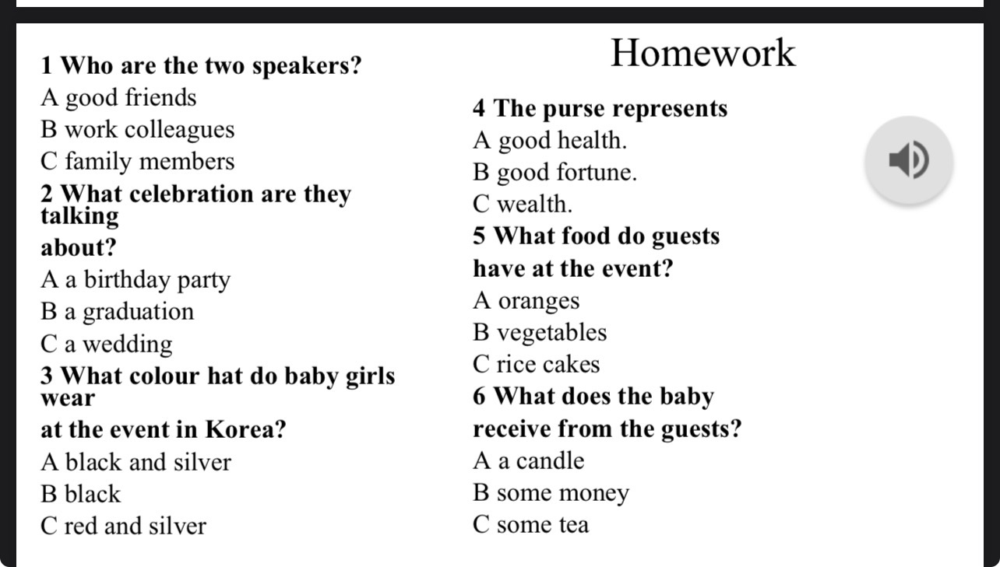 Homework
1 Who are the two speakers?
A good friends
B work colleagues
C family members
2 What celebration are they
talking
about?
A a birthday party
B a graduation
C a wedding
3 What colour hat do baby girls
wear
at the event in Korea?
A black and silver
B black
C red and silver
4 The purse represents
A good health.
B good fortune.
C wealth.
5 What food do guests
have at the event?
A oranges
B vegetables
C rice cakes
6 What does the baby
receive from the guests?
A a candle
B some money
C some tea